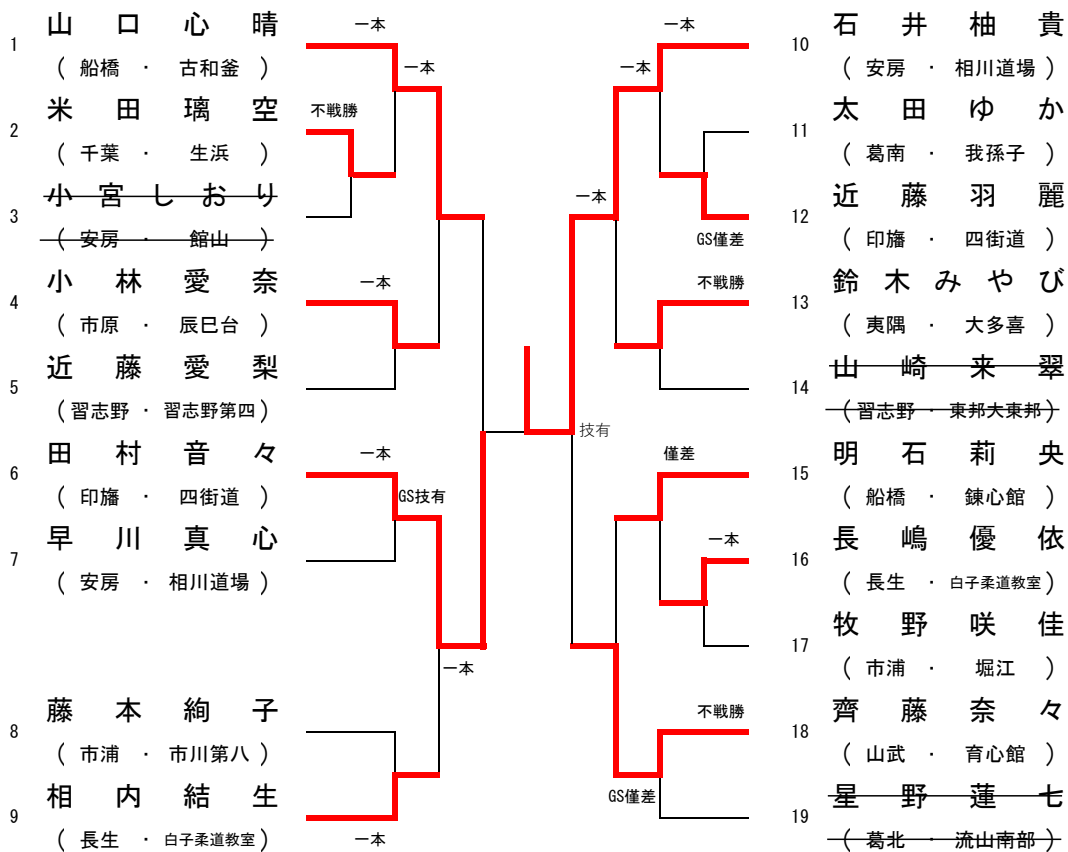 1 山口心晴
( 船橋 ・ 古和釜 )
2 米田璃空
( 千葉 ・ 生浜 )
3 小宮しおり
( 安房 ・ 館山 )
4 小林愛奈
( 市原 ・ 辰巳台 )
5 近藤愛梨
( 習志野 ・ 習志野第四 )
6 田村音々
( 印旛 ・ 四街道 )
7 早川真心
( 安房 ・ 相川道場 )
8 藤本絢子
( 市浦 ・ 市川第八 )
9 相内結生
( 長生 ・ 白子柔道教室 )
一本
一本
不戦勝
一本
一本
GS技有
一本
一本
技有
一本
一本
一本
GS僅差
不戦勝
僅差
一本
不戦勝
GS僅差
10 石井柚貴
( 安房 ・ 相川道場 )
11 太田ゆか
( 葛南 ・ 我孫子 )
12 近藤羽麗
( 印旛 ・ 四街道 )
13 鈴木みやび
( 夷隅 ・ 大多喜 )
14 山崎来翠
( 習志野 ・ 東邦大東邦 )
15 明石莉央
( 船橋 ・ 錬心館 )
16 長嶋優依
( 長生 ・ 白子柔道教室 )
17 牧野咲佳
( 市浦 ・ 堀江 )
18 齊藤奈々
( 山武 ・ 育心館 )
19 星野蓮七
( 葛北 ・ 流山南部 )